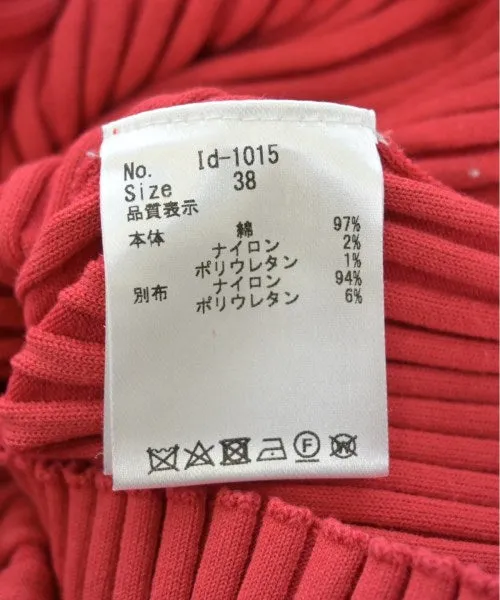 No. Id-1015
Size 38
品質表示
本体 綿 97%
ナイロン 2%
ポリウレタン 1%
別布 ナイロン 94%
ポリウレタン 6%
F W